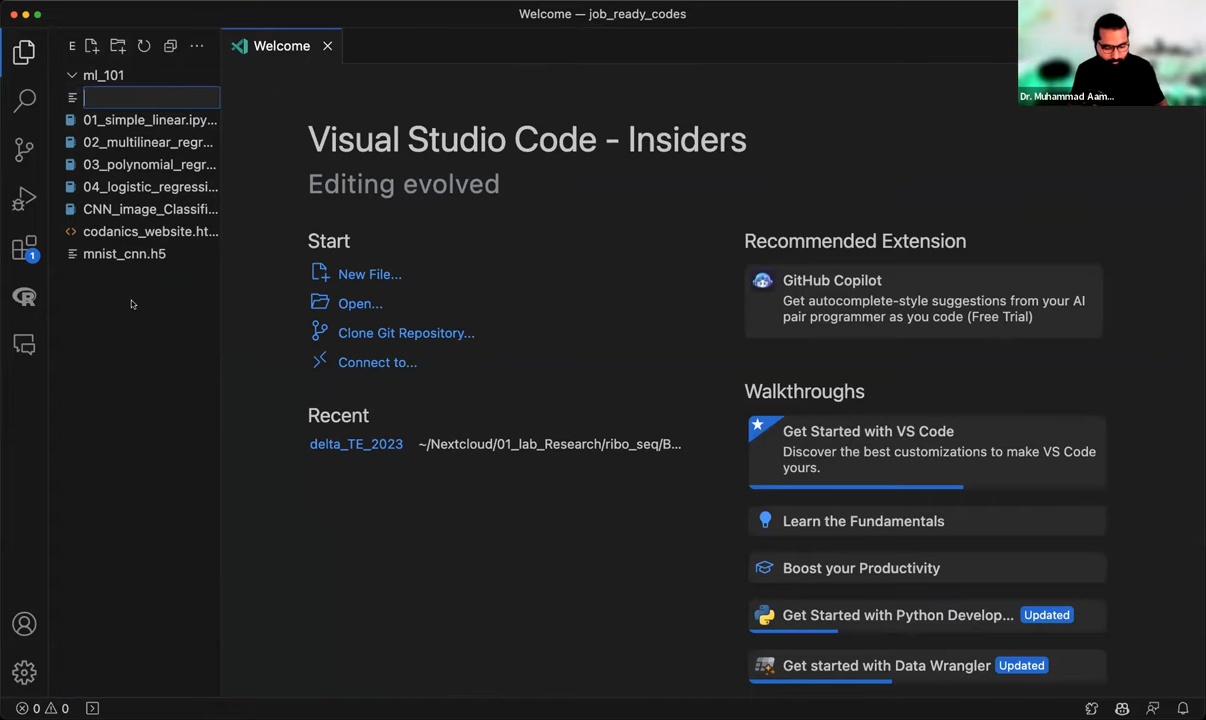 Welcome — job_ready_codes
E
Welcome
Dr. Muhammad Aam...
ml_101
01_simple_linear.ipy...
02_multilinear_regr...
03_polynomial_regr...
04_logistic_regressi...
CNN_image_Classifi...
codanics_website.ht...
mnist_cnn.h5
Visual Studio Code - Insiders
Editing evolved
Start
New File...
Open...
Clone Git Repository...
Connect to...
Recent
delta_TE_2023 ~/Nextcloud/01_lab_Research/ribo_seq/B...
Recommended Extension
GitHub Copilot
Get autocomplete-style suggestions from your AI
pair programmer as you code (Free Trial)
Walkthroughs
Get Started with VS Code
Discover the best customizations to make VS Code
yours.
Learn the Fundamentals
Boost your Productivity
Get Started with Python Develop... Updated
Get started with Data Wrangler Updated
1
R
0 0